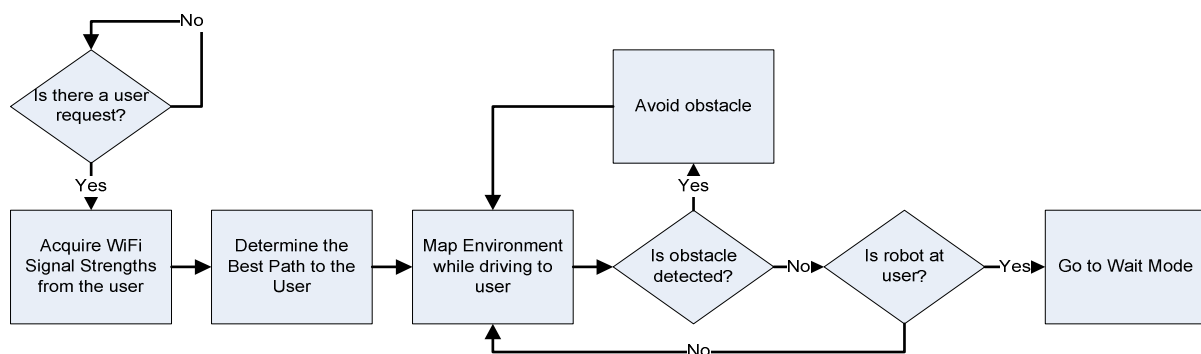 No
Is there a user
request?
Yes
Acquire WiFi
Signal Strengths
from the user
Determine the
Best Path to the
User
Map Environment
while driving to
user
Avoid obstacle
Yes
Is obstacle
detected?
No
Is robot at
user?
Yes
Go to Wait Mode
No